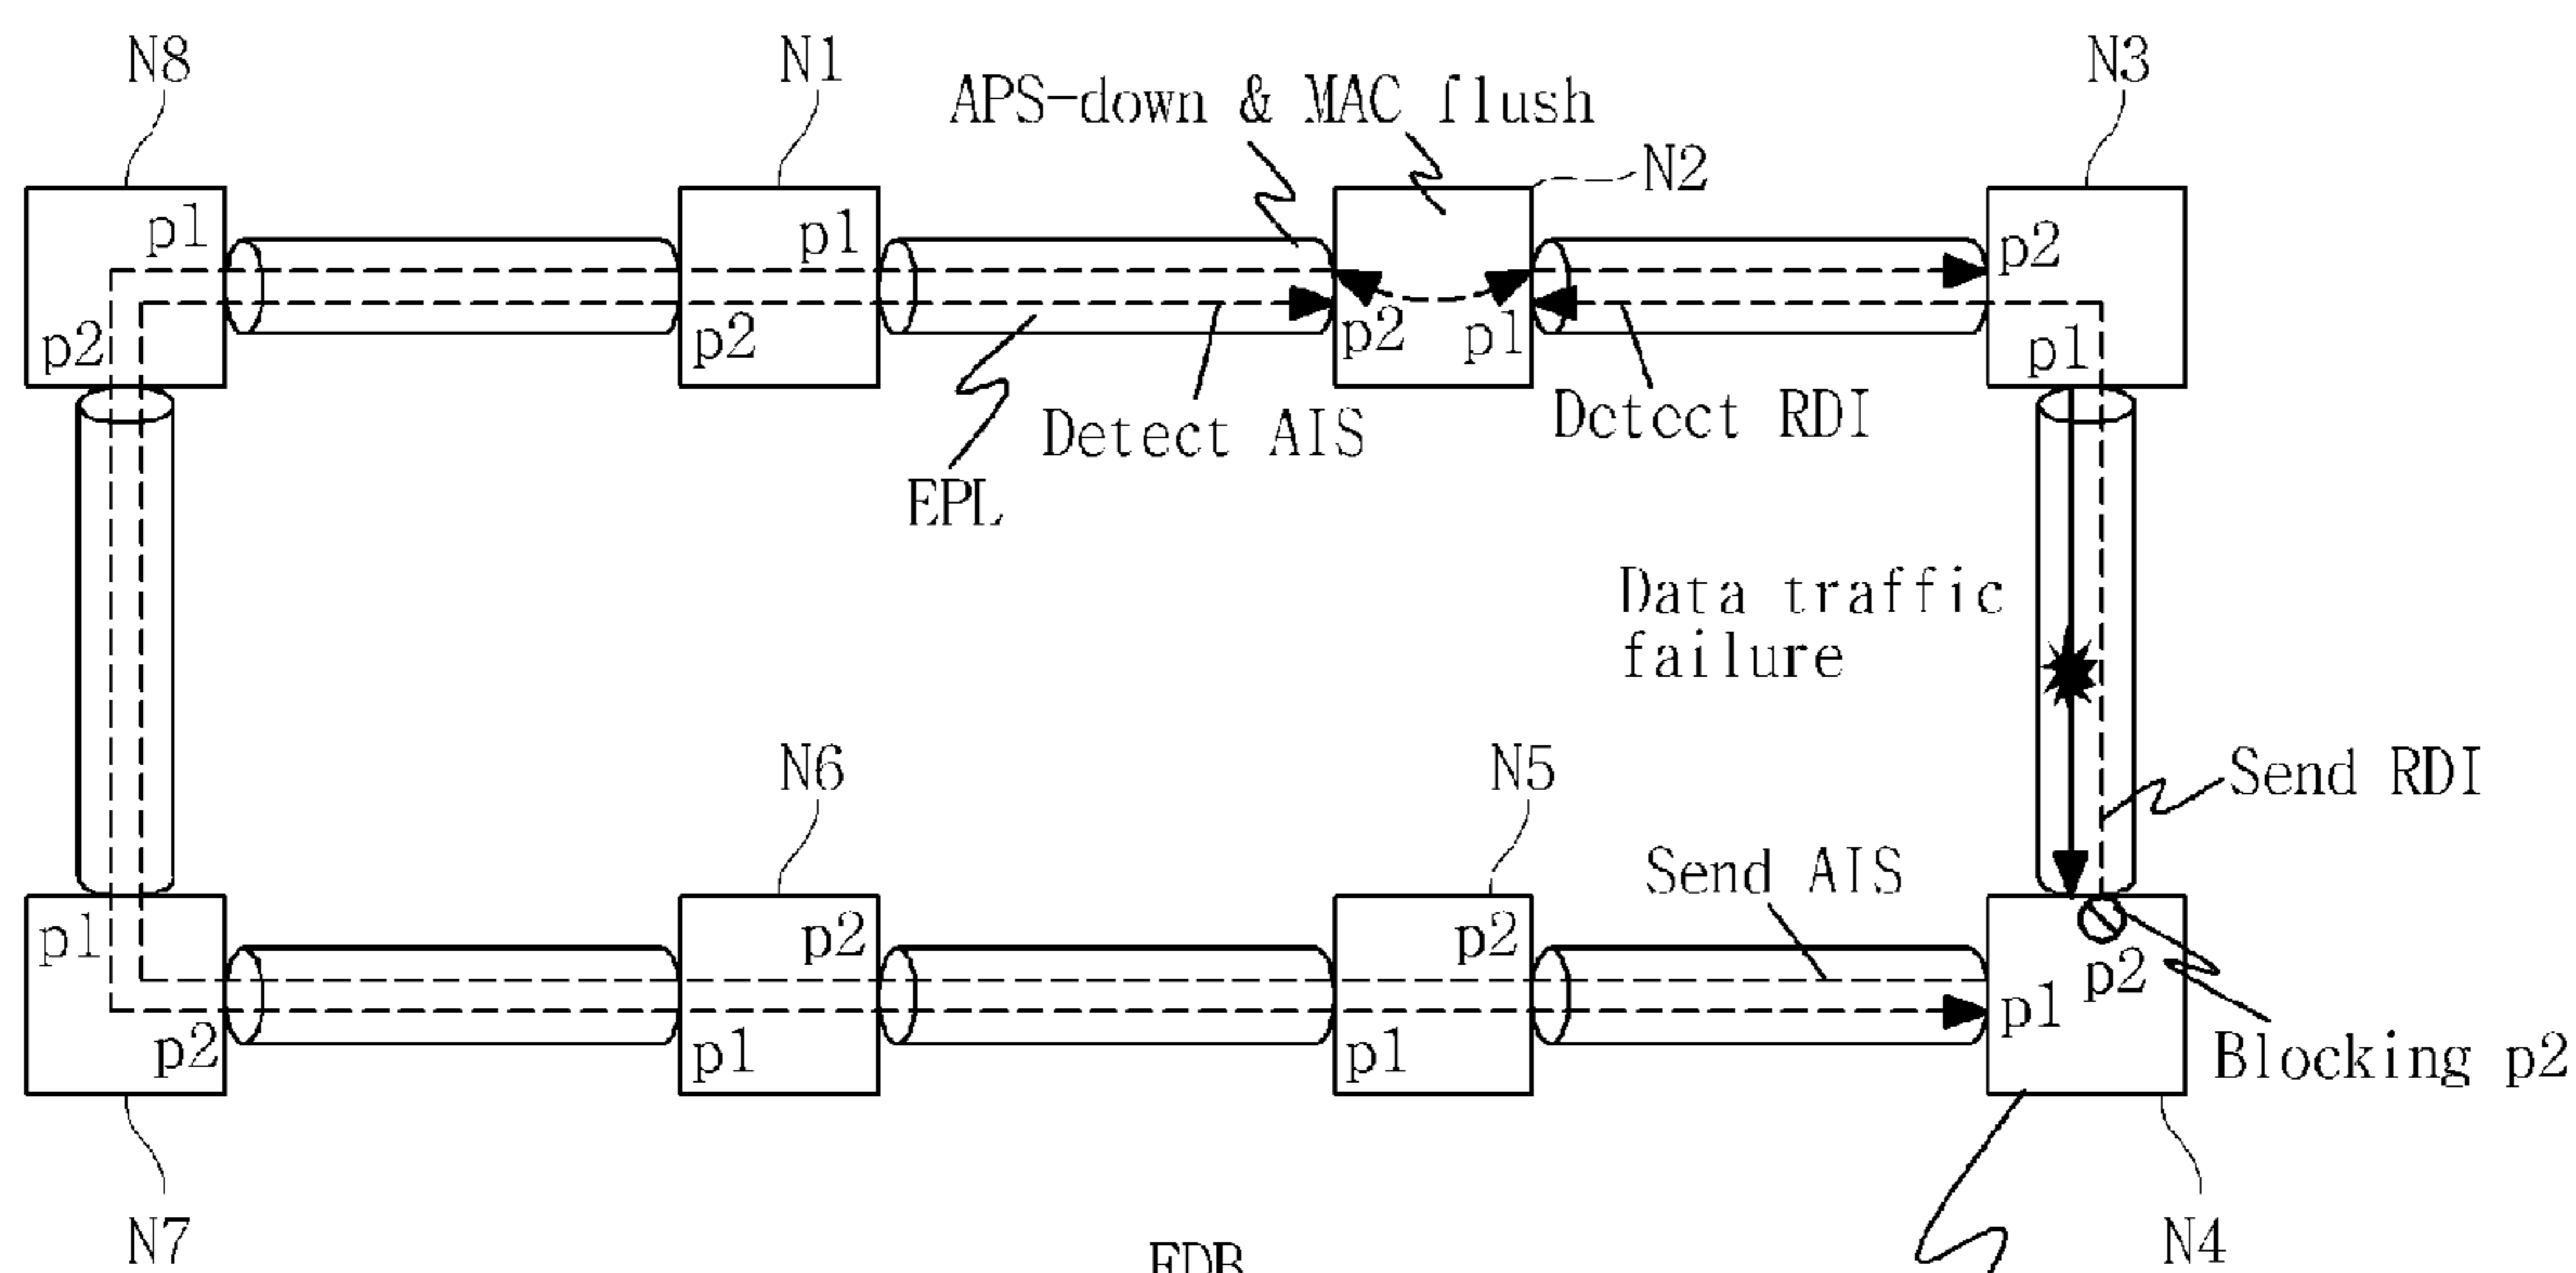 N8
N1
APS-down & MAC flush
N2
N3
p1
p2
p1
p2
p2
p1
p2
p1
Detect AIS
EPL
Detect RDI
Data traffic
failure
Send RDI
N6
N5
Send AIS
p1
p2
p2
p1
p2
p1
p1
p2
Blocking p2
N7
N4